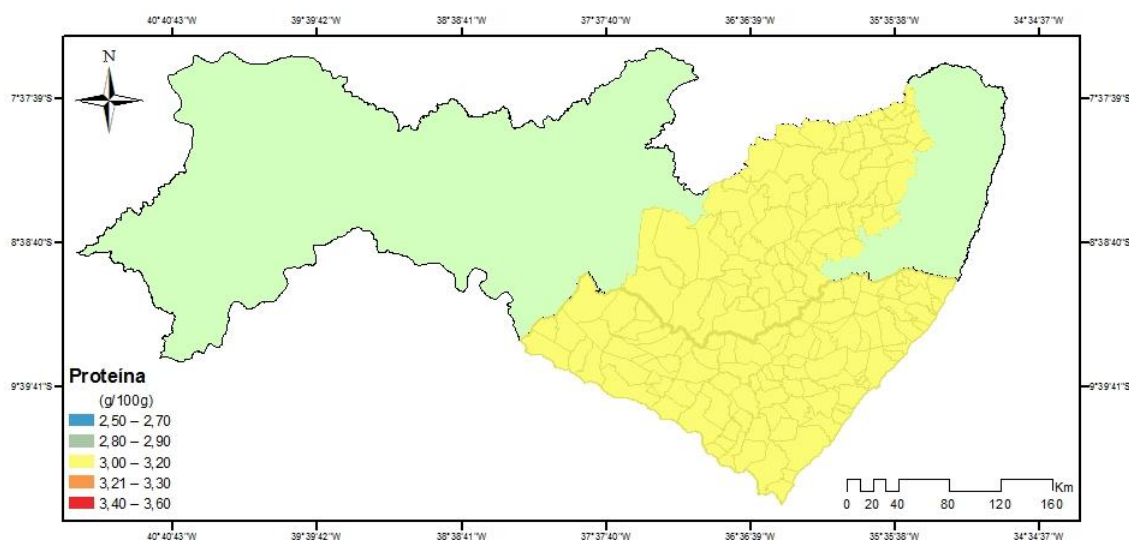 40°40'43"W 39°39'42"W 38°38'41"W 37°37'40"W 36°36'39"W 35°35'38"W 34°34'37"W
N
7°37'39"S 7°37'39"S
8°38'40"S 8°38'40"S
9°39'41"S 9°39'41"S
Proteina
(g/100g)
2,50 – 2,70
2,80 – 2,90
3,00 – 3,20
3,21 – 3,30
3,40 – 3,60
Km
0 20 40 80 120 160
40°40'43"W 39°39'42"W 38°38'41"W 37°37'40"W 36°36'39"W 35°35'38"W 34°34'37"W